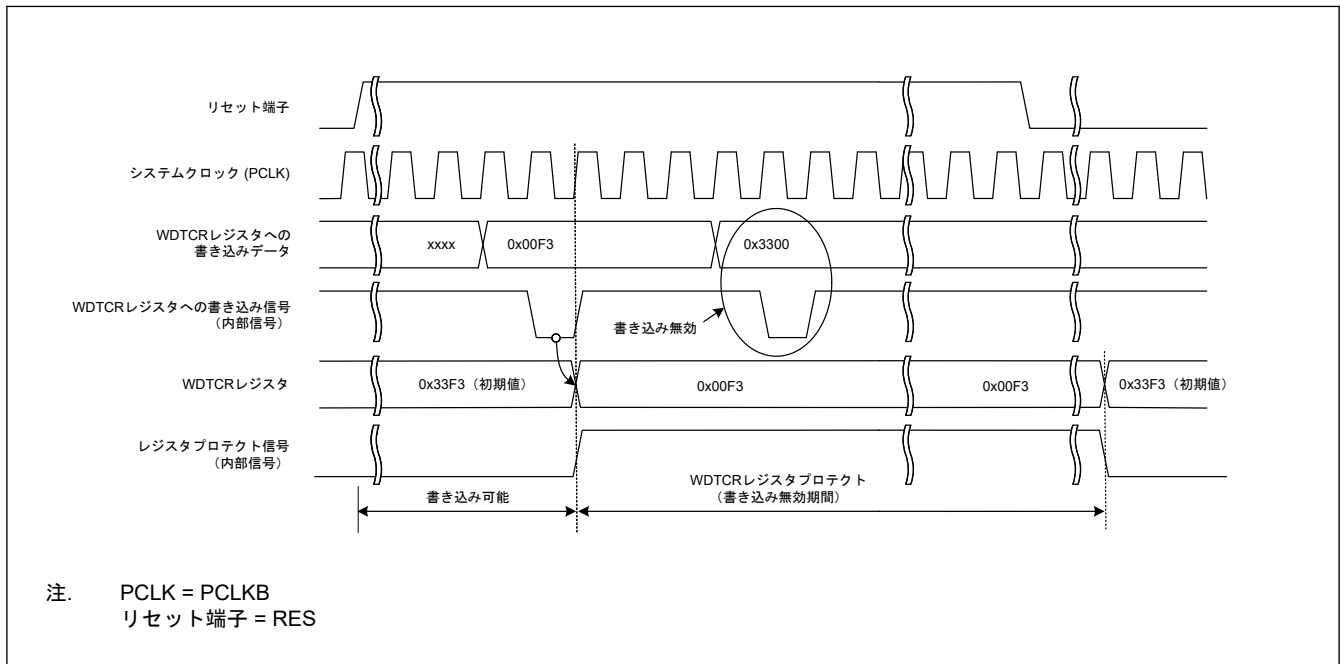 リセット端子
システムクロック (PCLK)
WDTCRレジスタへの
書き込みデータ
xxxx
0x00F3
0x3300
WDTCRレジスタへの書き込み信号
（内部信号）
書き込み無効
WDTCRレジスタ
0x33F3（初期値）
0x00F3
0x00F3
0x33F3（初期値）
レジスタプロテクト信号
（内部信号）
書き込み可能
WDTCRレジスタプロテクト
（書き込み無効期間）
注. PCLK = PCLKB
リセット端子 = RES